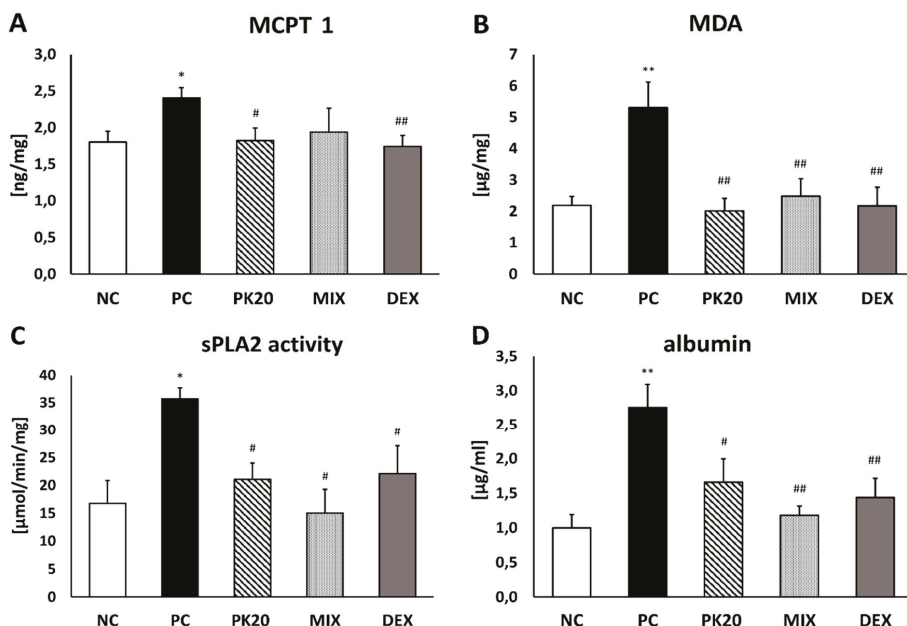 A
MCPT 1
[ng/mg]
3,0
2,5
2,0
1,5
1,0
0,5
0,0
*
#
##
NC PC PK20 MIX DEX
B
MDA
[µg/mg]
7
6
5
4
3
2
1
0
**
##
##
##
NC PC PK20 MIX DEX
C
sPLA2 activity
[µmol/min/mg]
40
35
30
25
20
15
10
5
0
*
#
#
#
NC PC PK20 MIX DEX
D
albumin
[µg/ml]
3,5
3,0
2,5
2,0
1,5
1,0
0,5
0,0
**
#
##
##
NC PC PK20 MIX DEX